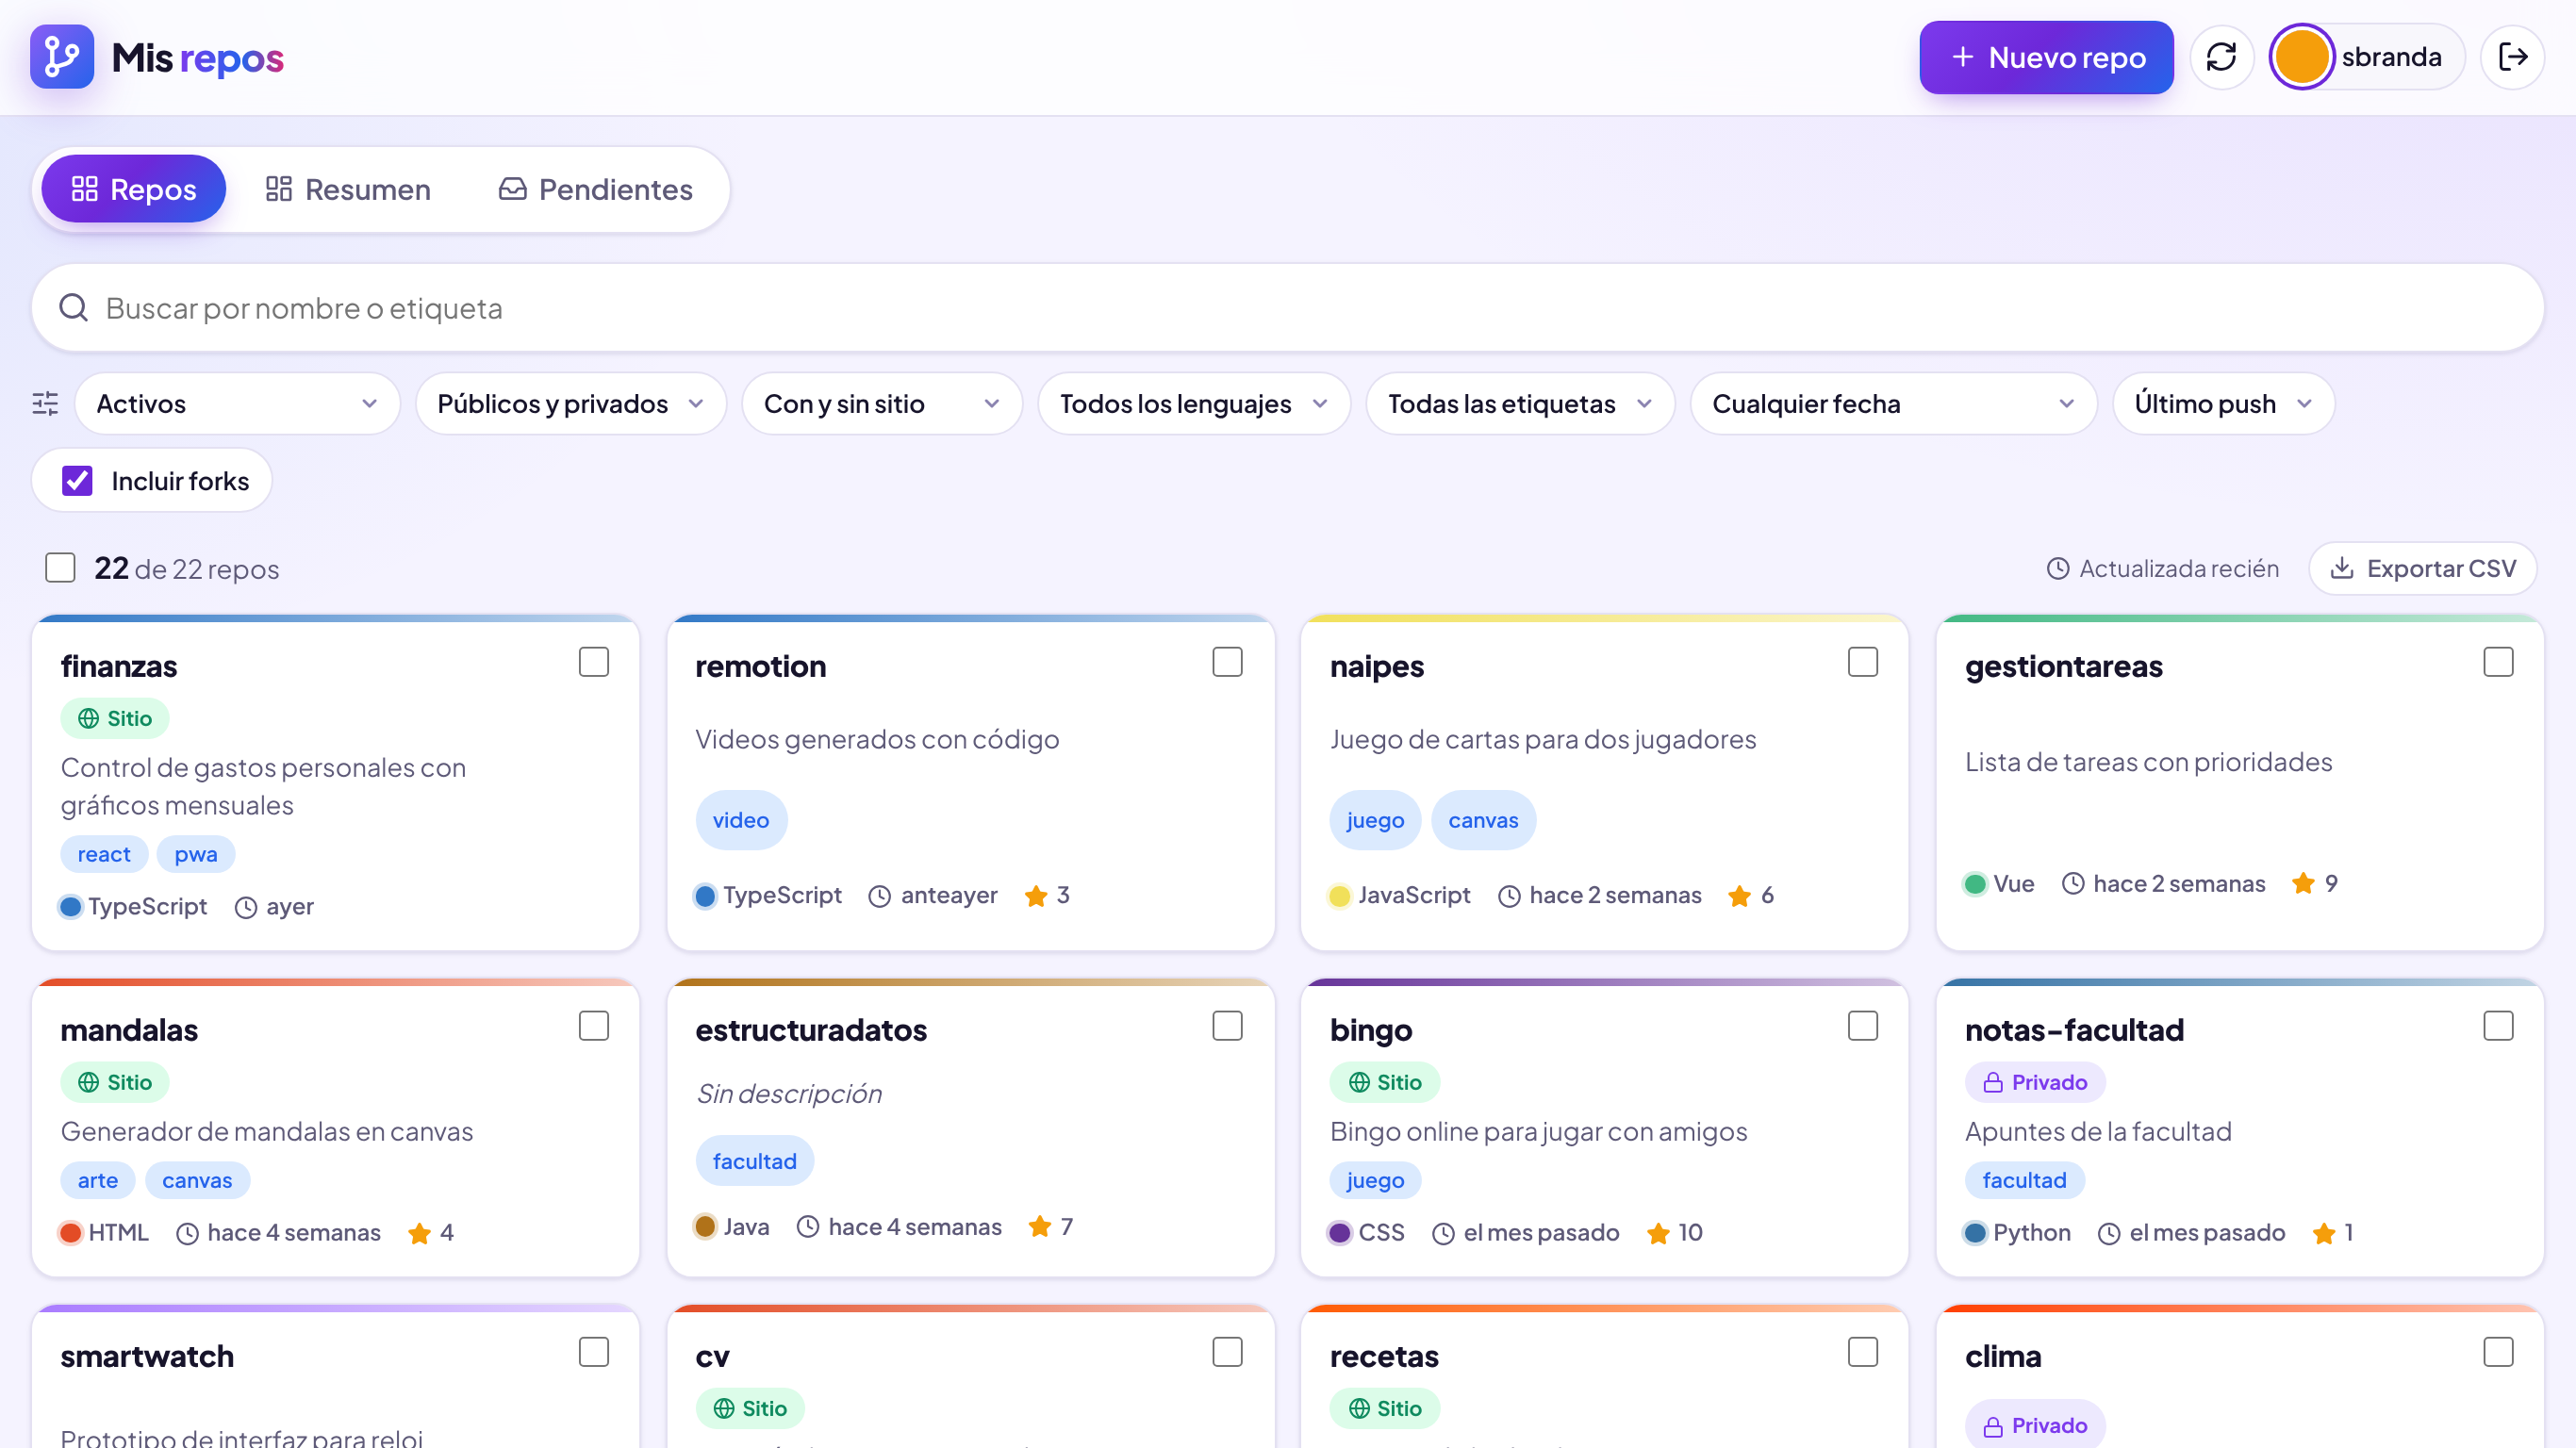 Mis repos
Nuevo repo
sbranda
Repos
Resumen
Pendientes
Buscar por nombre o etiqueta
Activos
Públicos y privados
Con y sin sitio
Todos los lenguajes
Todas las etiquetas
Cualquier fecha
Último push
Incluir forks
22 de 22 repos
Actualizada recién
Exportar CSV
finanzas
Sitio
Control de gastos personales con
gráficos mensuales
react pwa
TypeScript ayer
remotion
Videos generados con código
video
TypeScript anteayer 3
naipes
Juego de cartas para dos jugadores
juego canvas
JavaScript hace 2 semanas 6
gestiontareas
Lista de tareas con prioridades
Vue hace 2 semanas 9
mandalas
Sitio
Generador de mandalas en canvas
arte canvas
HTML hace 4 semanas 4
estructuradatos
Sin descripción
facultad
Java hace 4 semanas 7
bingo
Sitio
Bingo online para jugar con amigos
juego
CSS el mes pasado 10
notas-facultad
Privado
Apuntes de la facultad
facultad
Python el mes pasado 1
smartwatch
Prototipo de interfaz para reloj
cv
Sitio
recetas
Sitio
clima
Privado